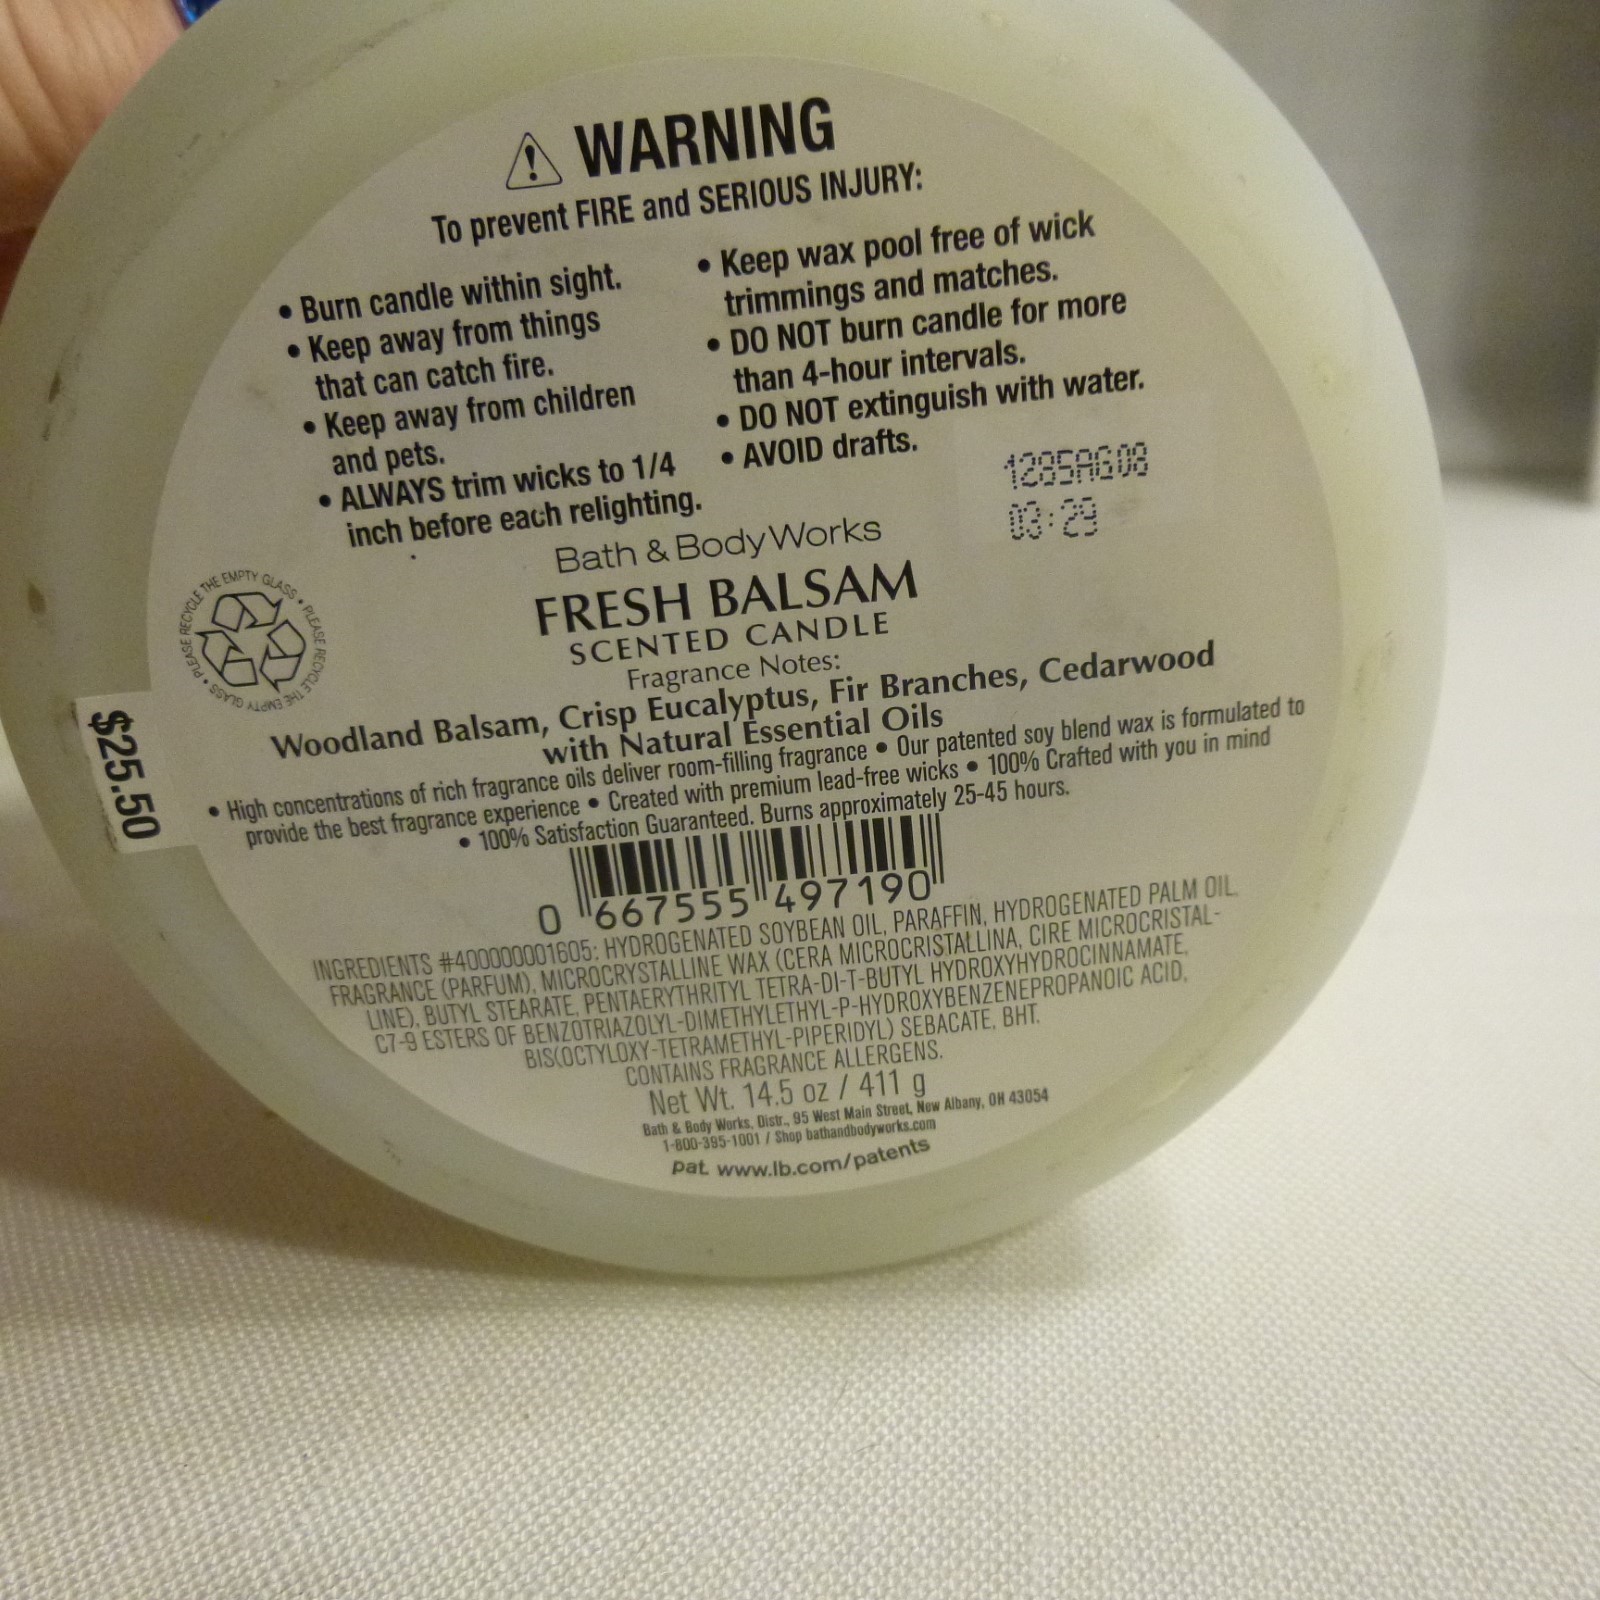 WARNING
To prevent FIRE and SERIOUS INJURY:
• Burn candle within sight.
• Keep away from things
that can catch fire.
• Keep away from children
and pets.
• ALWAYS trim wicks to 1/4
inch before each relighting.
• Keep wax pool free of wick
trimmings and matches.
• DO NOT burn candle for more
than 4-hour intervals.
• DO NOT extinguish with water.
• AVOID drafts.
1285AG08
03:29
Bath & Body Works
FRESH BALSAM
SCENTED CANDLE
Fragrance Notes:
Woodland Balsam, Crisp Eucalyptus, Fir Branches, Cedarwood
with Natural Essential Oils
• High concentrations of rich fragrance oils deliver room-filling fragrance • Our patented soy blend wax is formulated to
provide the best fragrance experience • Created with premium lead-free wicks • 100% Crafted with you in mind
• 100% Satisfaction Guaranteed. Burns approximately 25-45 hours.
PLEASE RECYCLE THE EMPTY GLASS • PLEASE RECYCLE THE EMPTY GLASS •
$25.50
0 667555 497190
INGREDIENTS #400000001605: HYDROGENATED SOYBEAN OIL, PARAFFIN, HYDROGENATED PALM OIL,
FRAGRANCE (PARFUM), MICROCRYSTALLINE WAX (CERA MICROCRISTALLINA, CIRE MICROCRISTAL-
LINE), BUTYL STEARATE, PENTAERYTHRITYL TETRA-DI-T-BUTYL HYDROXYHYDROCINNAMATE,
C7-9 ESTERS OF BENZOTRIAZOLYL-DIMETHYLETHYL-P-HYDROXYBENZENEPROPANOIC ACID,
BIS(OCTYLOXY-TETRAMETHYL-PIPERIDYL) SEBACATE, BHT.
CONTAINS FRAGRANCE ALLERGENS.
Net Wt. 14.5 oz / 411 g
Bath & Body Works, Distr., 95 West Main Street, New Albany, OH 43054
1-800-395-1001 / Shop bathandbodyworks.com
pat. www.lb.com/patents